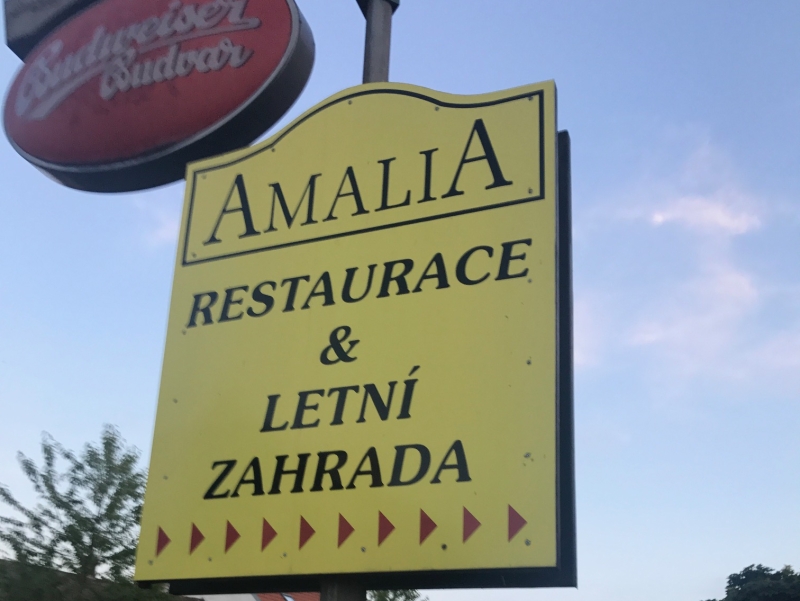 Budweiser
Budvar
AMALIA
RESTAURACE
&
LETNÍ
ZAHRADA